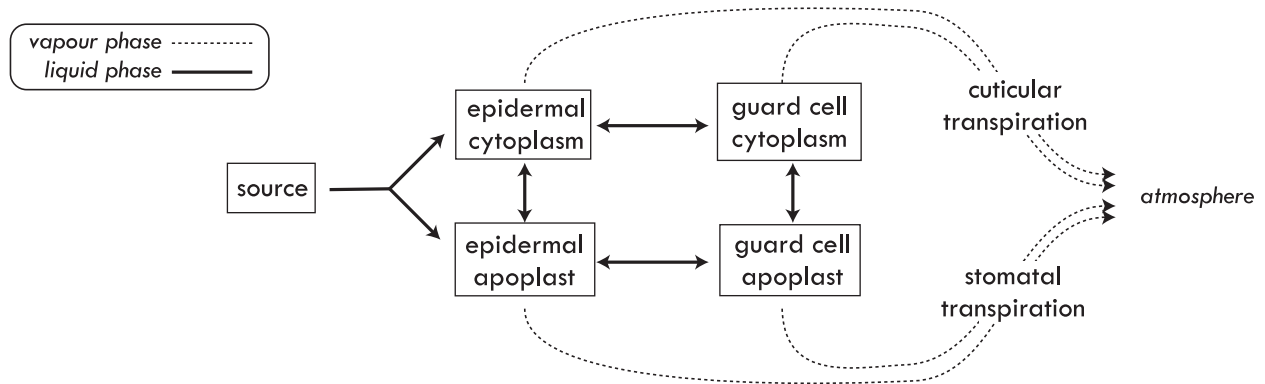 vapour phase
liquid phase
source
epidermal
cytoplasm
guard cell
cytoplasm
epidermal
apoplast
guard cell
apoplast
cuticular
transpiration
atmosphere
stomatal
transpiration